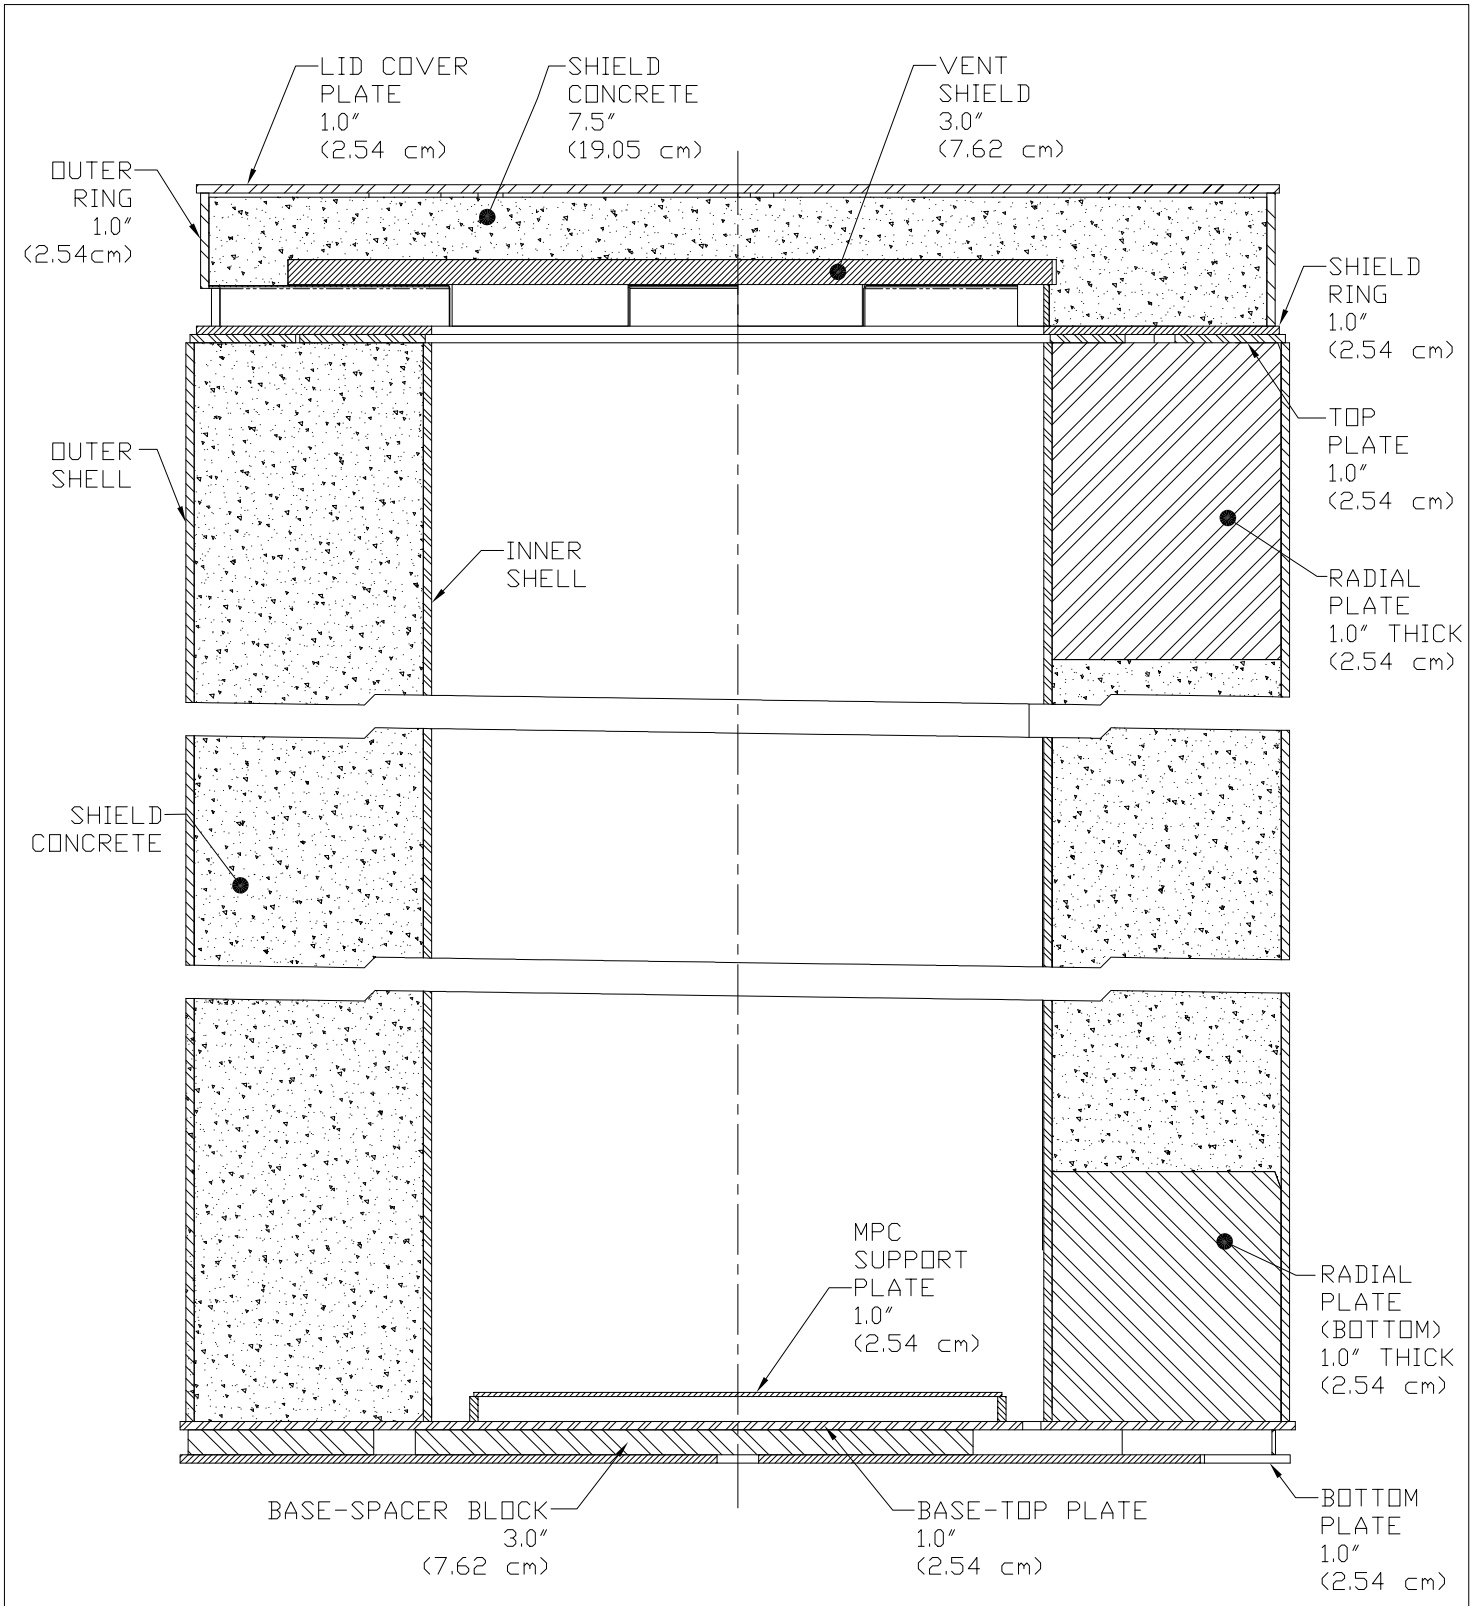 LID COVER
PLATE
1.0"
(2.54 cm)
SHIELD
CONCRETE
7.5"
(19.05 cm)
VENT
SHIELD
3.0"
(7.62 cm)
OUTER
RING
1.0"
(2.54cm)
SHIELD
RING
1.0"
(2.54 cm)
OUTER
SHELL
TOP
PLATE
1.0"
(2.54 cm)
INNER
SHELL
RADIAL
PLATE
1.0" THICK
(2.54 cm)
SHIELD
CONCRETE
MPC
SUPPORT
PLATE
1.0"
(2.54 cm)
RADIAL
PLATE
(BOTTOM)
1.0" THICK
(2.54 cm)
BASE-SPACER BLOCK
3.0"
(7.62 cm)
BASE-TOP PLATE
1.0"
(2.54 cm)
BOTTOM
PLATE
1.0"
(2.54 cm)